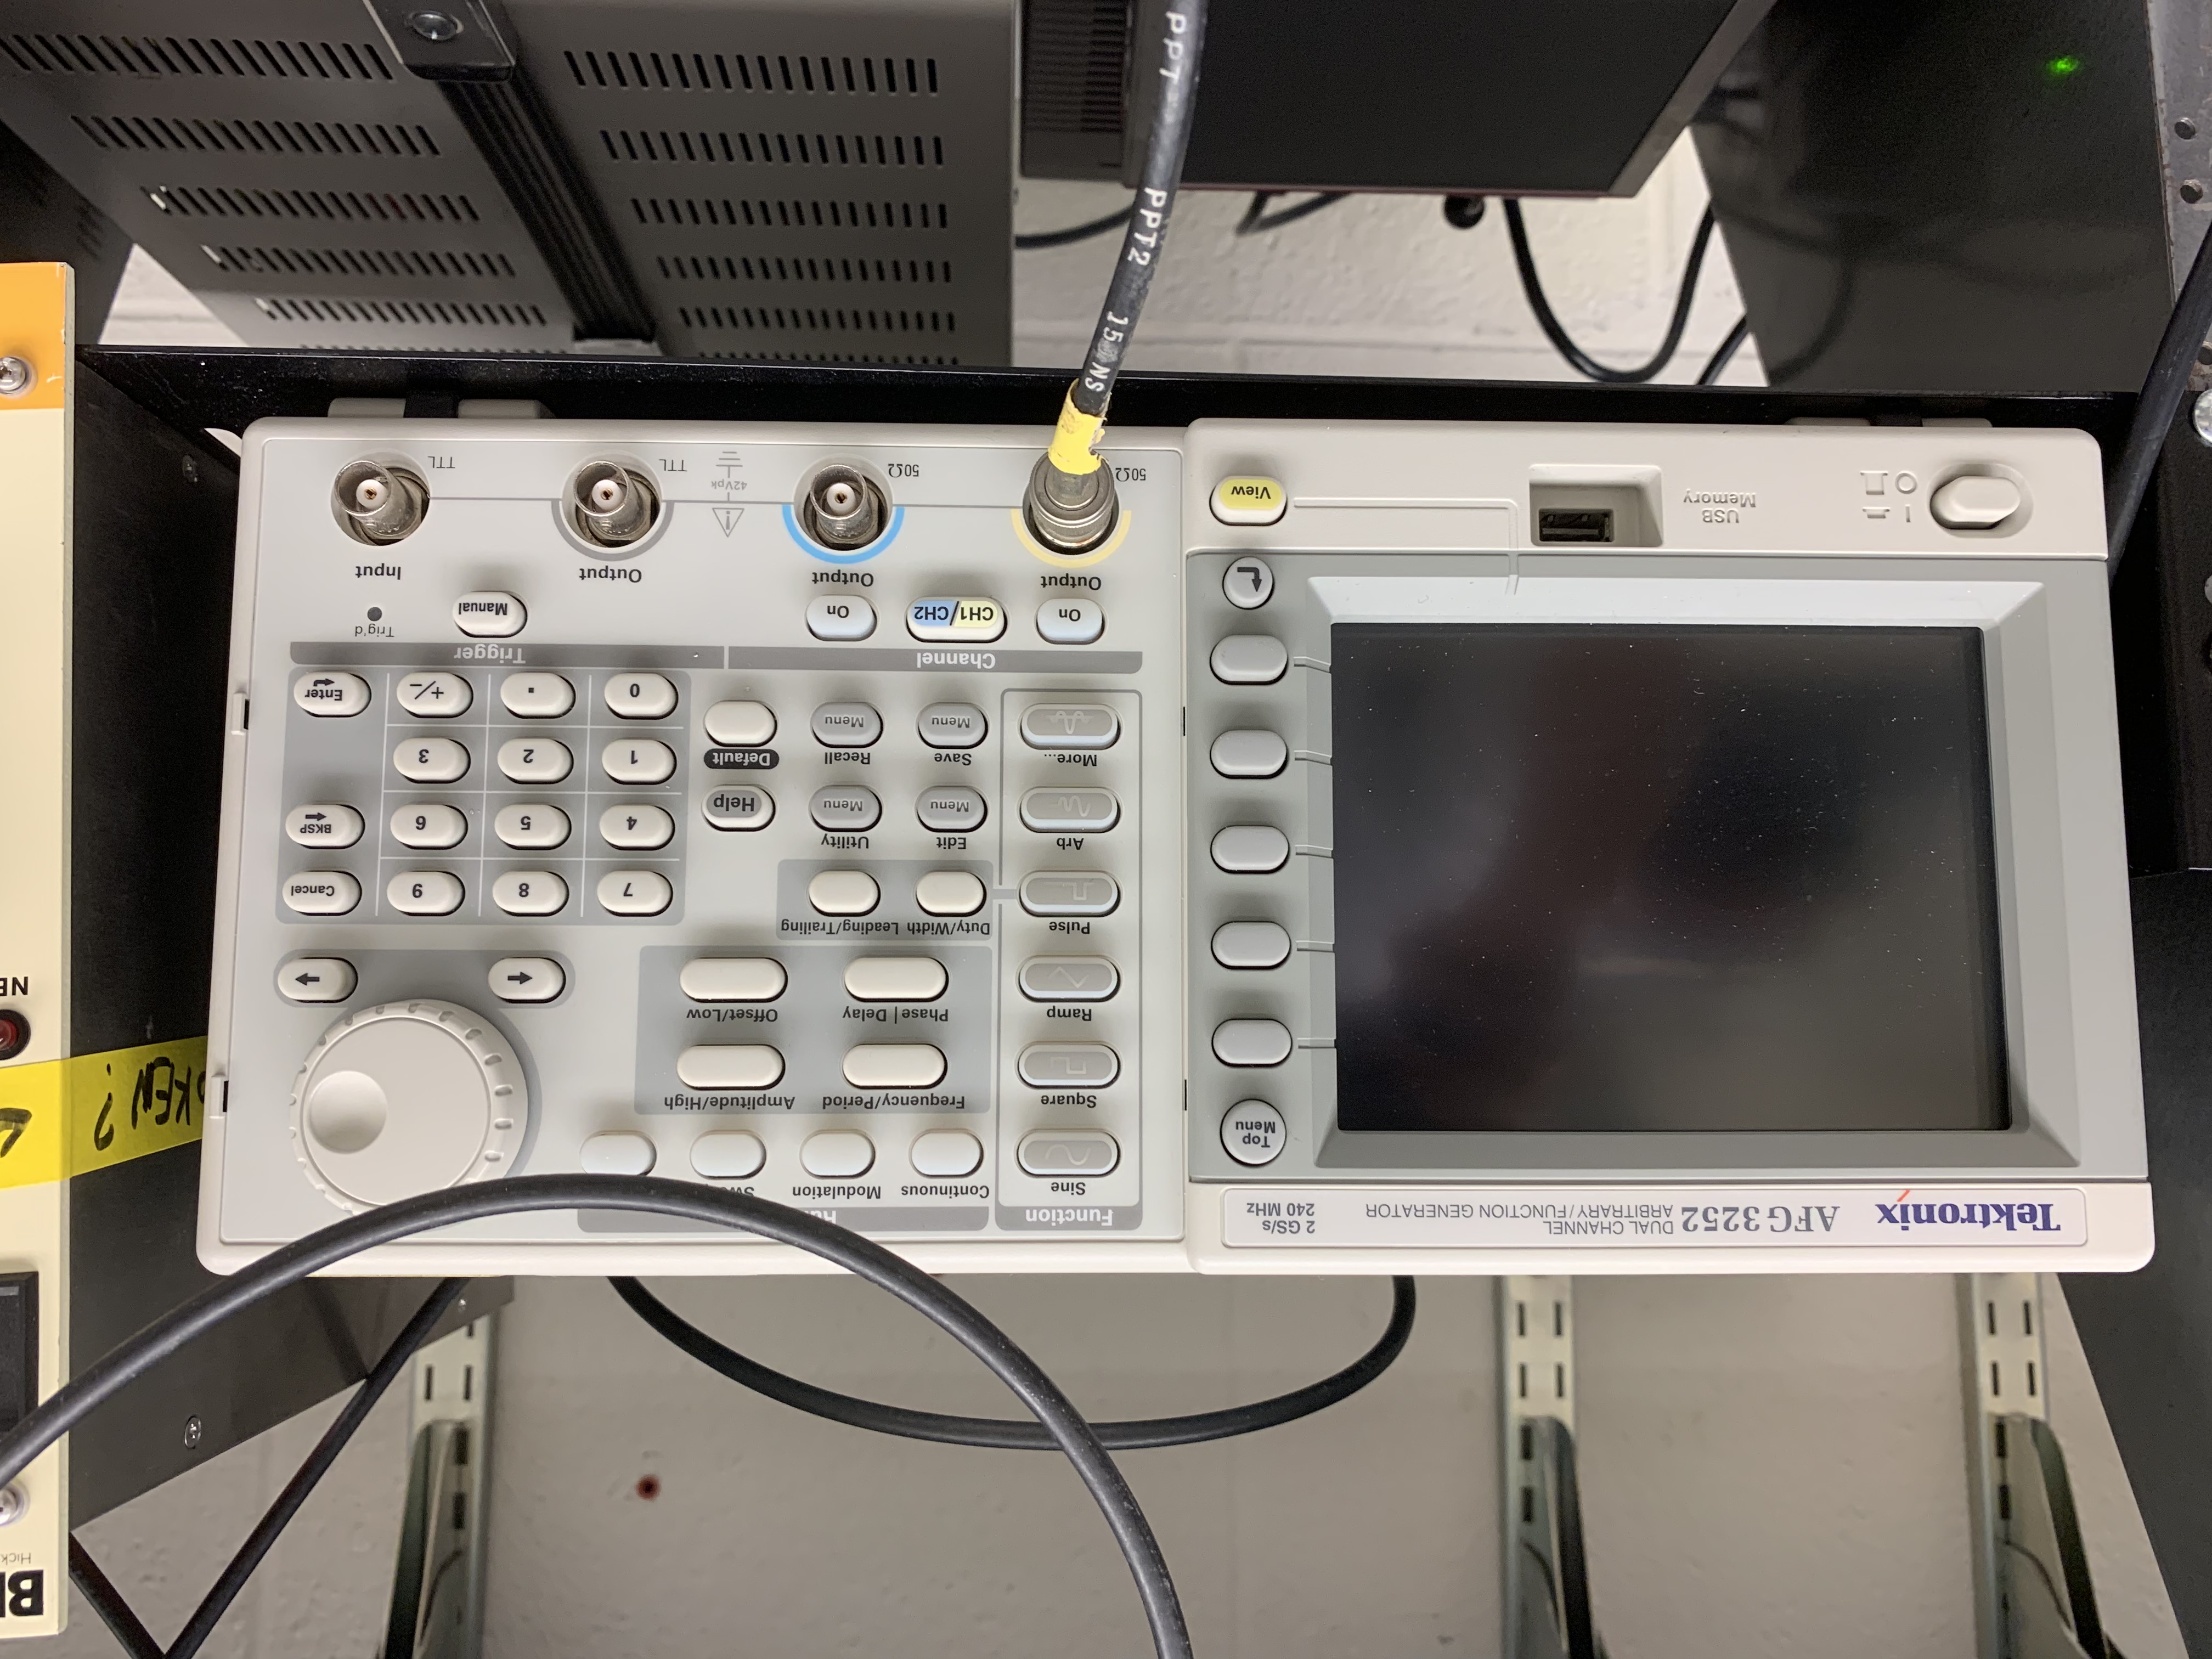 Tektronix AFG 3252 DUAL CHANNEL
ARBITRARY/FUNCTION GENERATOR
2 GS/s
240 MHz
Top
Menu
Function
Sine
Square
Ramp
Pulse
Arb
More...
Continuous Modulation
Frequency/Period Amplitude/High
Phase | Delay Offset/Low
Duty/Width Leading/Trailing
Edit Utility
Menu Menu Help
Save Recall Default
Menu Menu
← →
7 8 9 Cancel
4 5 6 BKSP
←
1 2 3
0 . +/− Enter
Channel Trigger
On CH1/CH2 On Manual Trig'd
Output Output Output Input
50Ω 50Ω 42Vpk TTL TTL
USB
Memory
View
150 NS
PPT2
PPT
OKEN?